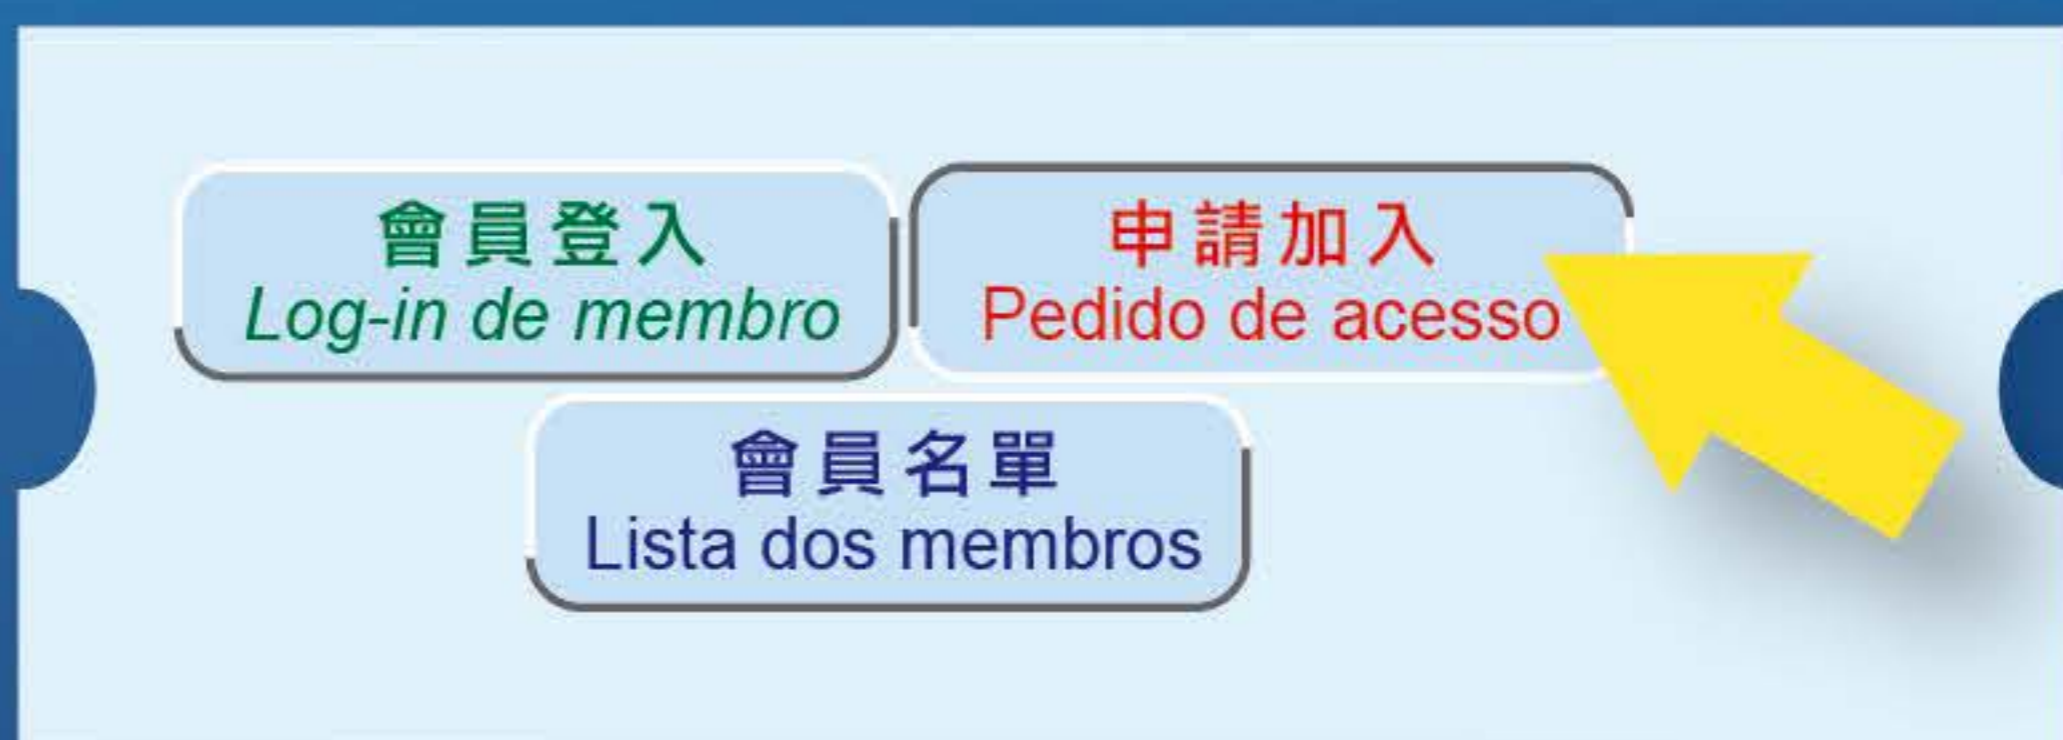 會員登入
Log-in de membro
申請加入
Pedido de acesso
會員名單
Lista dos membros